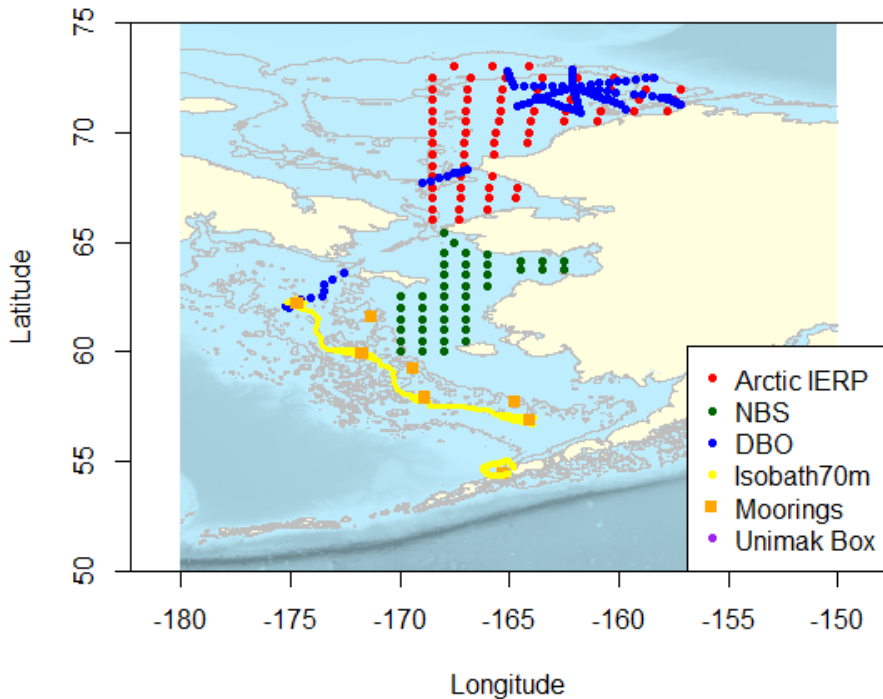 75
70
65
60
55
50
Latitude
Arctic IERP
NBS
DBO
Isobath70m
Moorings
Unimak Box
-180
-175
-170
-165
-160
-155
-150
Longitude